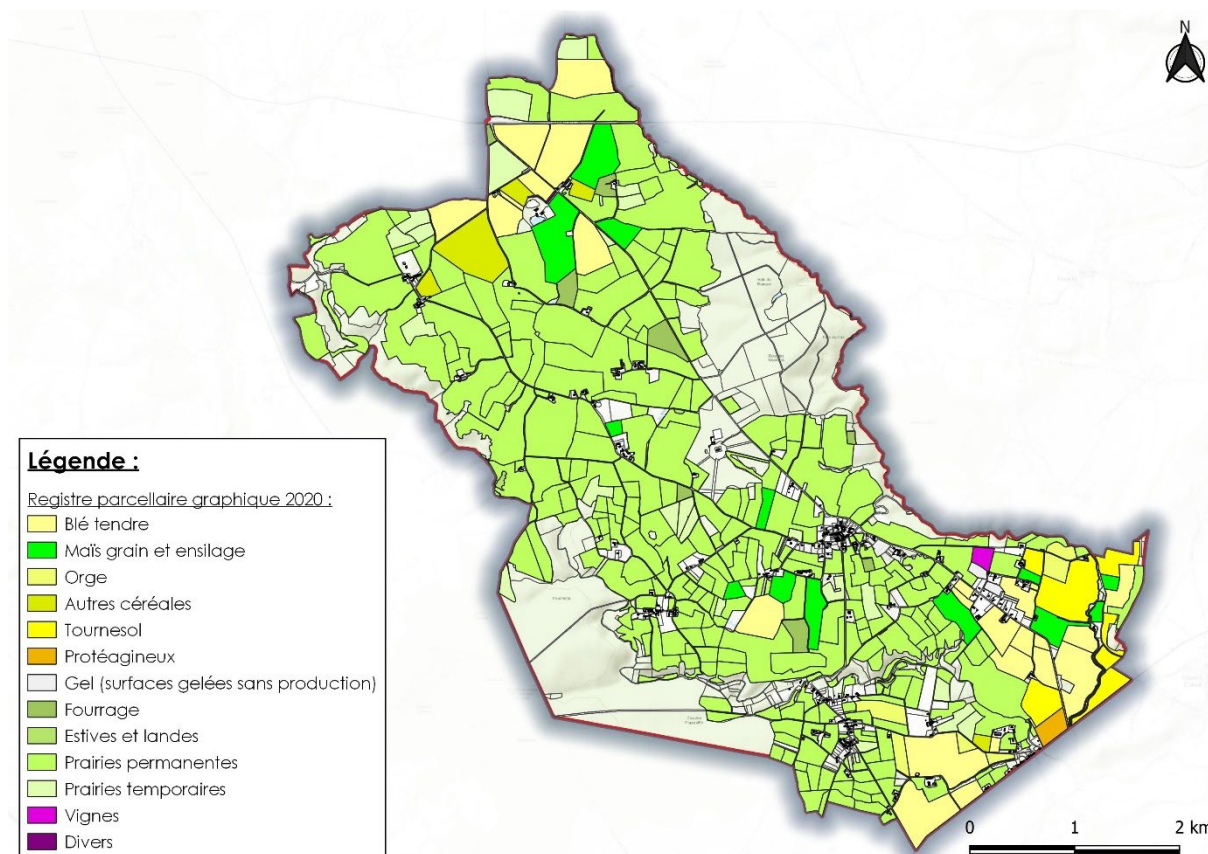 N
Légende :
Registre parcellaire graphique 2020 :
Blé tendre
Maïs grain et ensilage
Orge
Autres céréales
Tournesol
Protéagineux
Gel (surfaces gelées sans production)
Fourrage
Estives et landes
Prairies permanentes
Prairies temporaires
Vignes
Divers
0 1 2 km